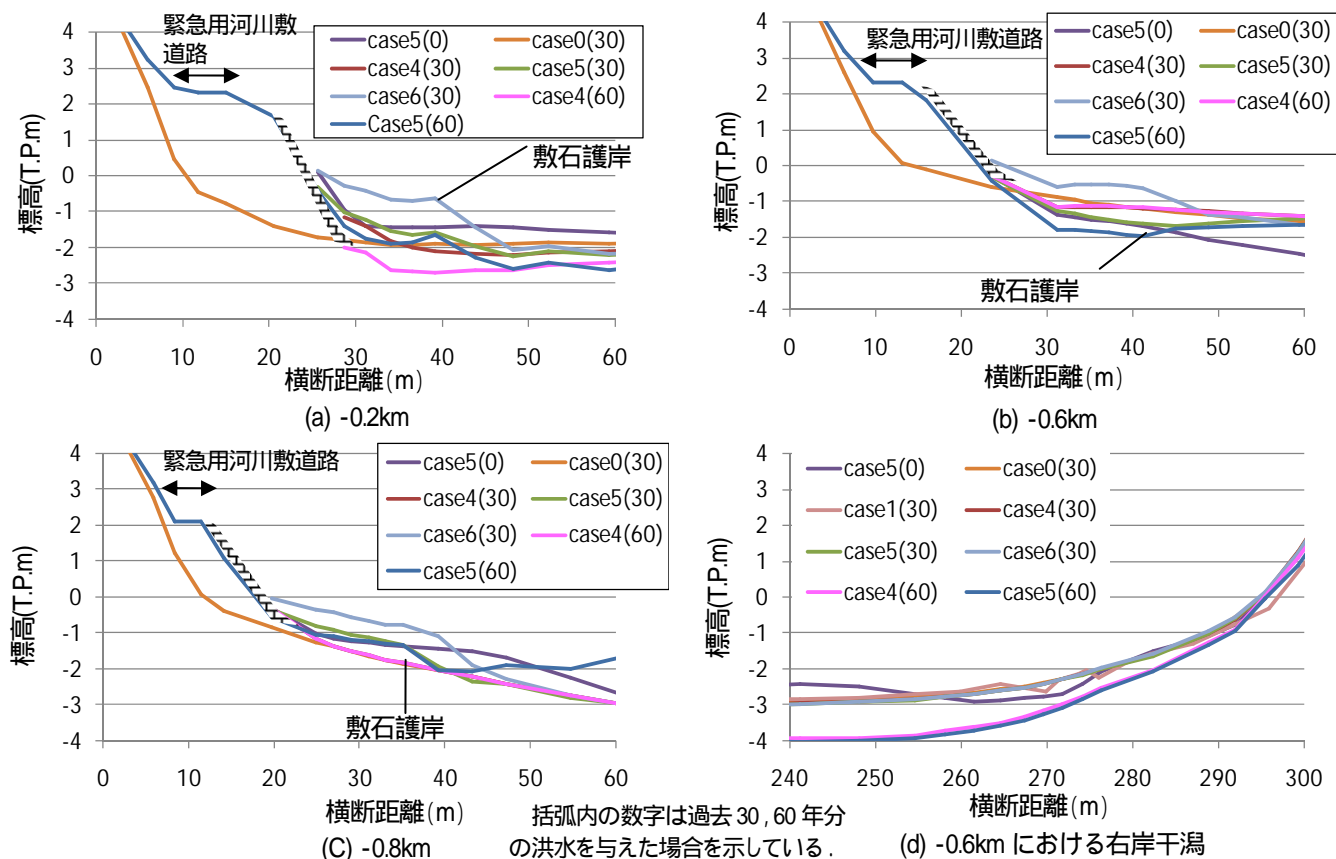 緊急用河川敷
道路
case5(0) case0(30)
case4(30) case5(30)
case6(30) case4(60)
Case5(60)
敷石護岸
標高(T.P.m)
4
3
2
1
0
-1
-2
-3
-4
0 10 20 30 40 50 60
横断距離(m)
(a) -0.2km
緊急用河川敷道路
case5(0) case0(30)
case4(30) case5(30)
case6(30) case4(60)
case5(60)
敷石護岸
標高(T.P.m)
4
3
2
1
0
-1
-2
-3
-4
0 10 20 30 40 50 60
横断距離(m)
(b) -0.6km
緊急用河川敷道路
case5(0) case0(30)
case4(30) case5(30)
case6(30) case4(60)
case5(60)
敷石護岸
標高(T.P.m)
4
3
2
1
0
-1
-2
-3
-4
0 10 20 30 40 50 60
横断距離(m)
(C) -0.8km
case5(0) case0(30)
case1(30) case4(30)
case5(30) case6(30)
case4(60) case5(60)
標高(T.P.m)
4
3
2
1
0
-1
-2
-3
-4
240 250 260 270 280 290 300
横断距離(m)
(d) -0.6km における右岸干潟
括弧内の数字は過去 30 , 60 年分
の洪水を与えた場合を示している .